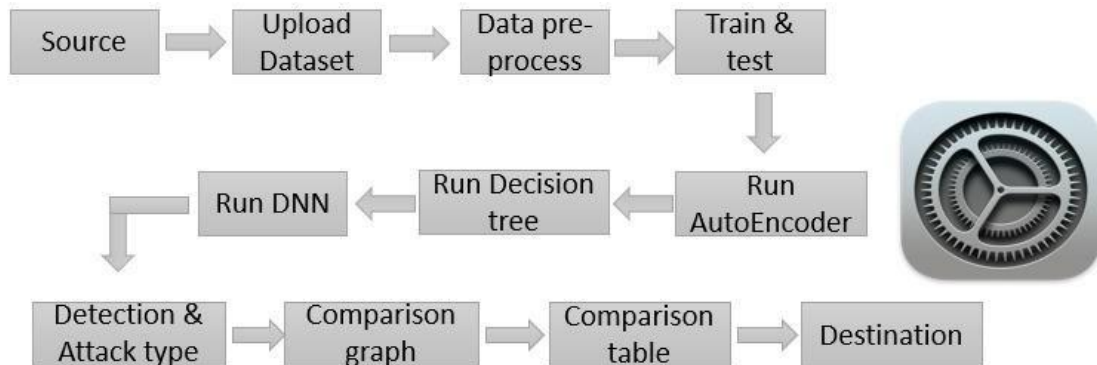 Source
Upload
Dataset
Data pre-
process
Train &
test
Run
AutoEncoder
Run Decision
tree
Run DNN
Detection &
Attack type
Comparison
graph
Comparison
table
Destination